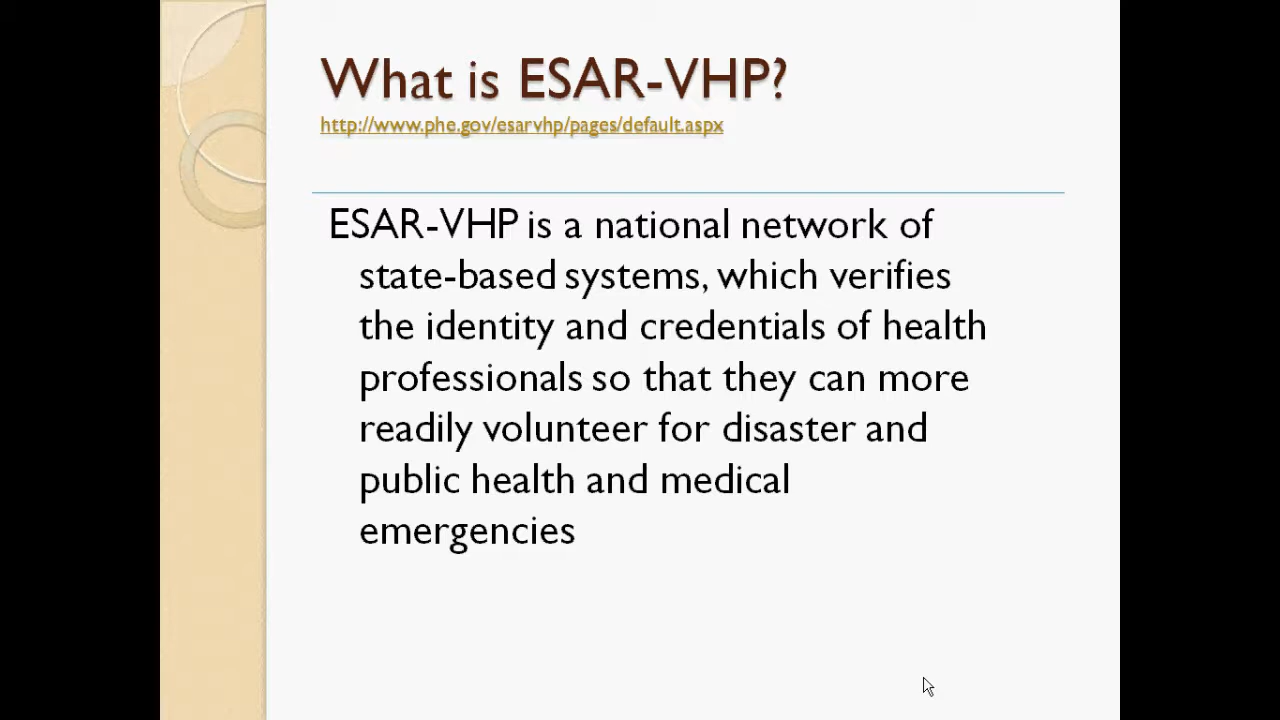 What is ESAR-VHP?
http://www.phe.gov/esarvhp/pages/default.aspx
ESAR-VHP is a national network of
state-based systems, which verifies
the identity and credentials of health
professionals so that they can more
readily volunteer for disaster and
public health and medical
emergencies